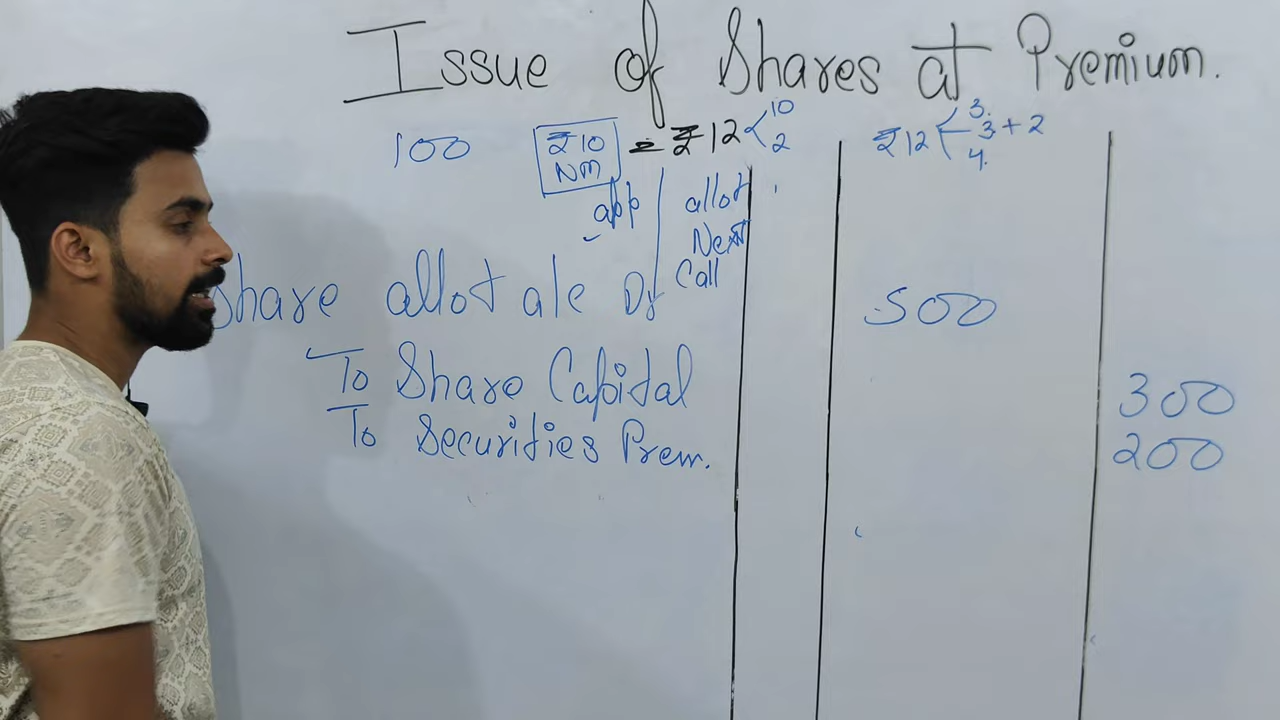 Issue of Shares at Premium.
100 ₹10 = ₹12 < 10 2 ₹12 < 3. 3 + 2 4.
Nm
app allot
Next
Call
Share allot a/c Dr 500
To Share Capital 300
To Securities Prem. 200